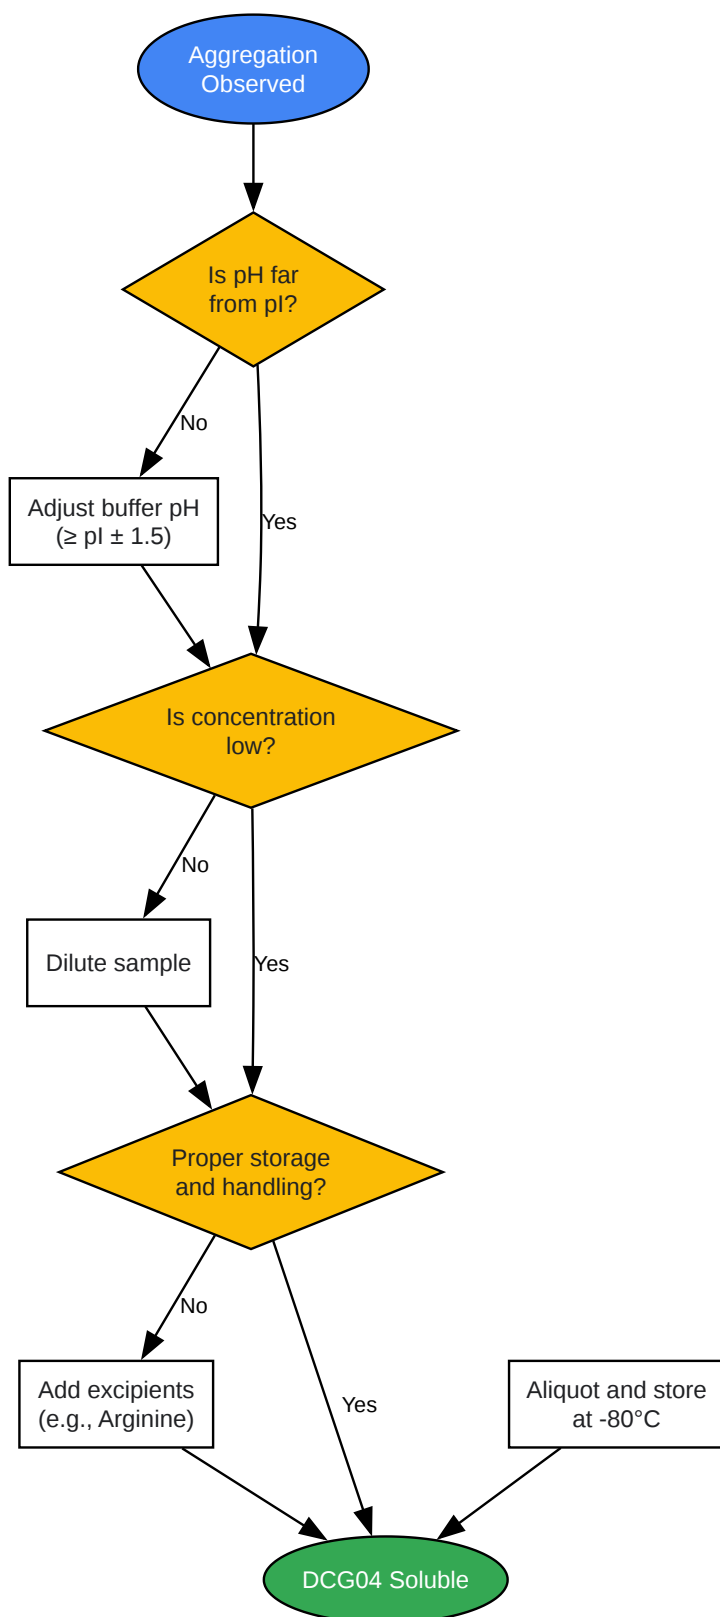 Aggregation
Observed
Is pH far
from pI?
No
Yes
Adjust buffer pH
(≥ pI ± 1.5)
Is concentration
low?
No
Yes
Dilute sample
Proper storage
and handling?
No
Yes
Add excipients
(e.g., Arginine)
Aliquot and store
at -80°C
DCG04 Soluble